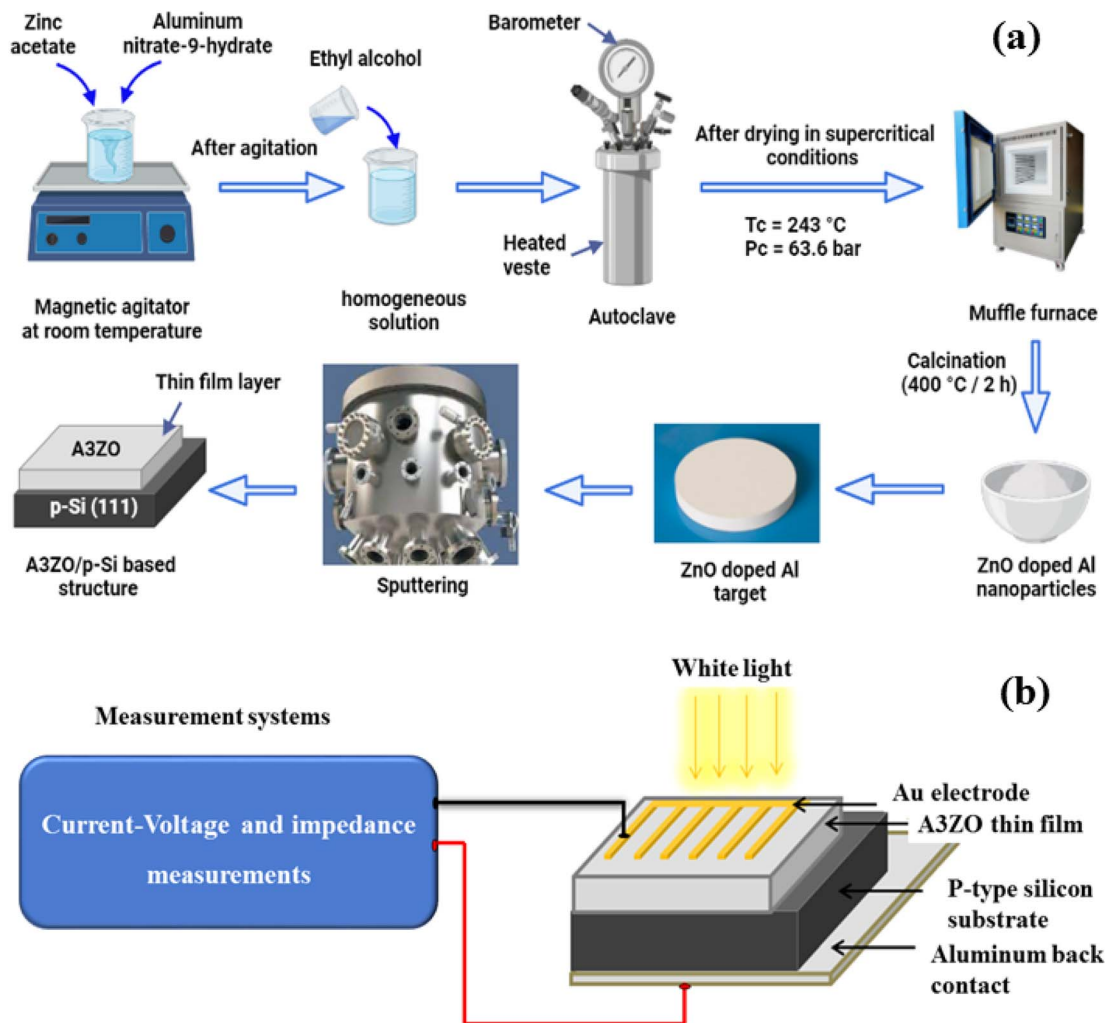 (a)
Zinc
acetate
Aluminum
nitrate-9-hydrate
Ethyl alcohol
Barometer
After agitation
After drying in supercritical
conditions
Tc = 243 °C
Pc = 63.6 bar
Heated
veste
Magnetic agitator
at room temperature
homogeneous
solution
Autoclave
Muffle furnace
Calcination
(400 °C / 2 h)
Thin film layer
A3ZO
p-Si (111)
A3ZO/p-Si based
structure
Sputtering
ZnO doped Al
target
ZnO doped Al
nanoparticles
(b)
White light
Measurement systems
Current-Voltage and impedance
measurements
Au electrode
A3ZO thin film
P-type silicon
substrate
Aluminum back
contact